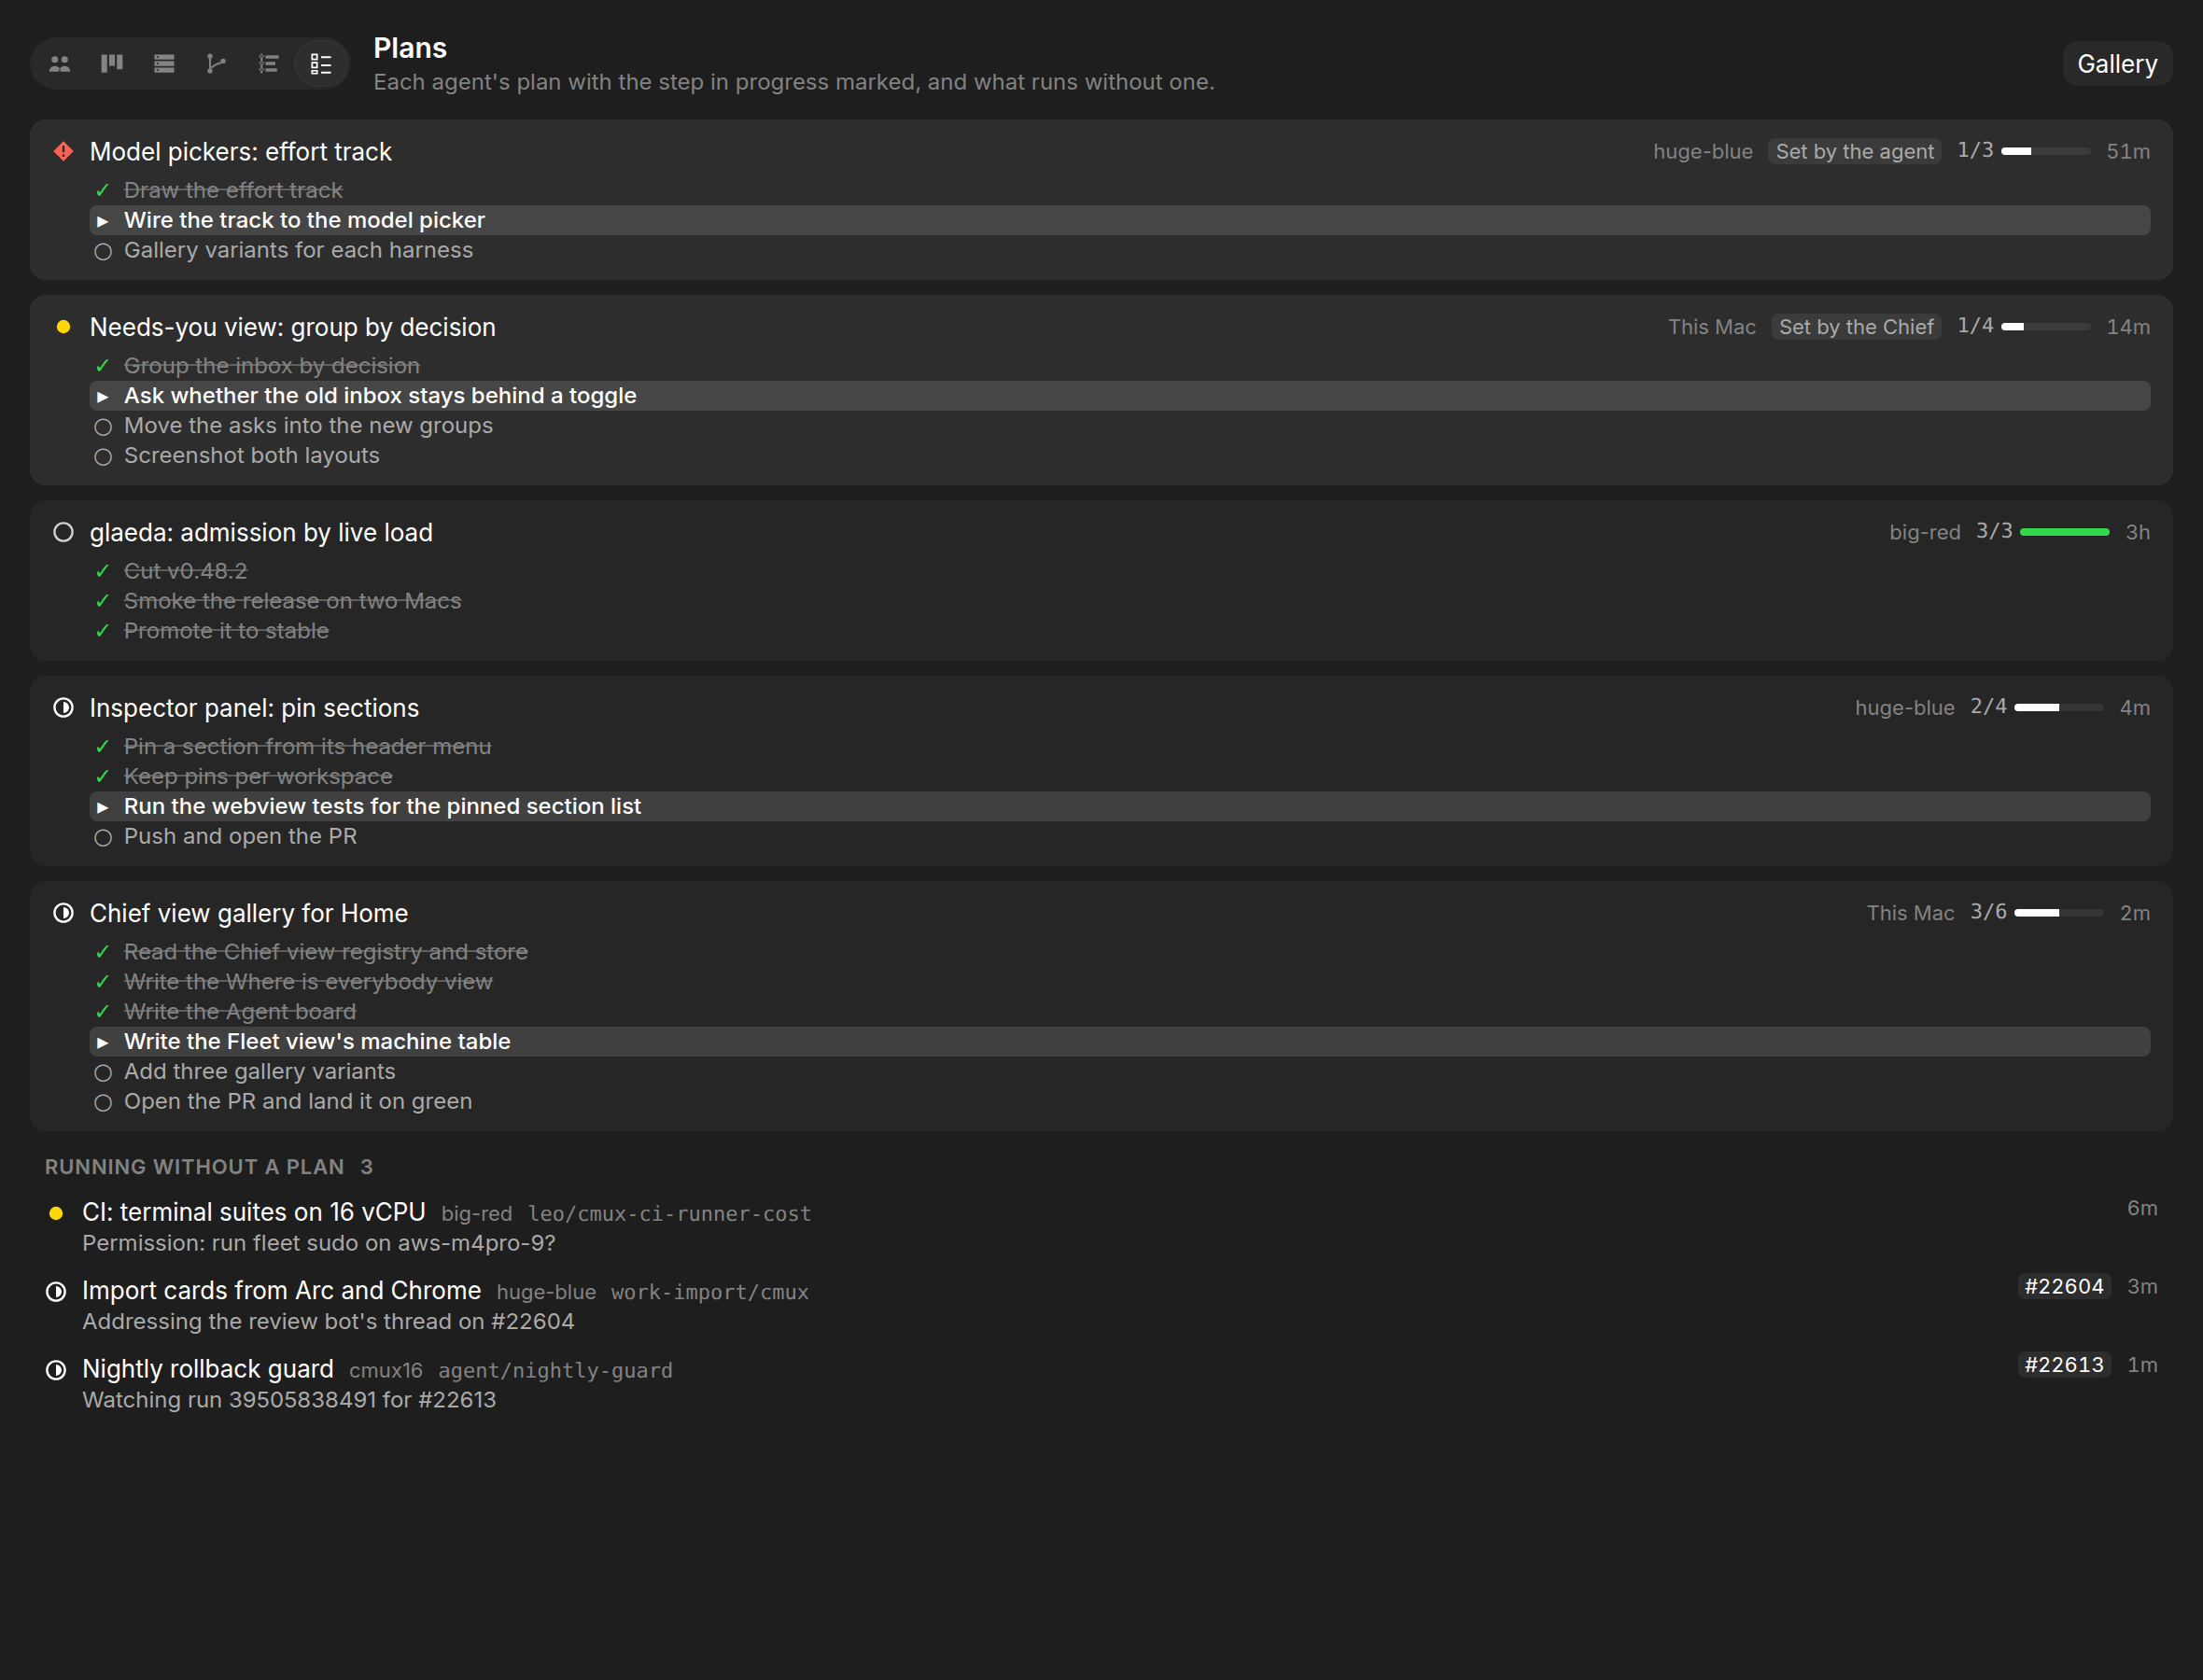 Plans
Each agent's plan with the step in progress marked, and what runs without one.
Gallery
Model pickers: effort track huge-blue Set by the agent 1/3 51m
✓ Draw the effort track
▸ Wire the track to the model picker
○ Gallery variants for each harness
Needs-you view: group by decision This Mac Set by the Chief 1/4 14m
✓ Group the inbox by decision
▸ Ask whether the old inbox stays behind a toggle
○ Move the asks into the new groups
○ Screenshot both layouts
glaeda: admission by live load big-red 3/3 3h
✓ Cut v0.48.2
✓ Smoke the release on two Macs
✓ Promote it to stable
Inspector panel: pin sections huge-blue 2/4 4m
✓ Pin a section from its header menu
✓ Keep pins per workspace
▸ Run the webview tests for the pinned section list
○ Push and open the PR
Chief view gallery for Home This Mac 3/6 2m
✓ Read the Chief view registry and store
✓ Write the Where is everybody view
✓ Write the Agent board
▸ Write the Fleet view's machine table
○ Add three gallery variants
○ Open the PR and land it on green
RUNNING WITHOUT A PLAN 3
CI: terminal suites on 16 vCPU big-red leo/cmux-ci-runner-cost 6m
Permission: run fleet sudo on aws-m4pro-9?
Import cards from Arc and Chrome huge-blue work-import/cmux #22604 3m
Addressing the review bot's thread on #22604
Nightly rollback guard cmux16 agent/nightly-guard #22613 1m
Watching run 39505838491 for #22613